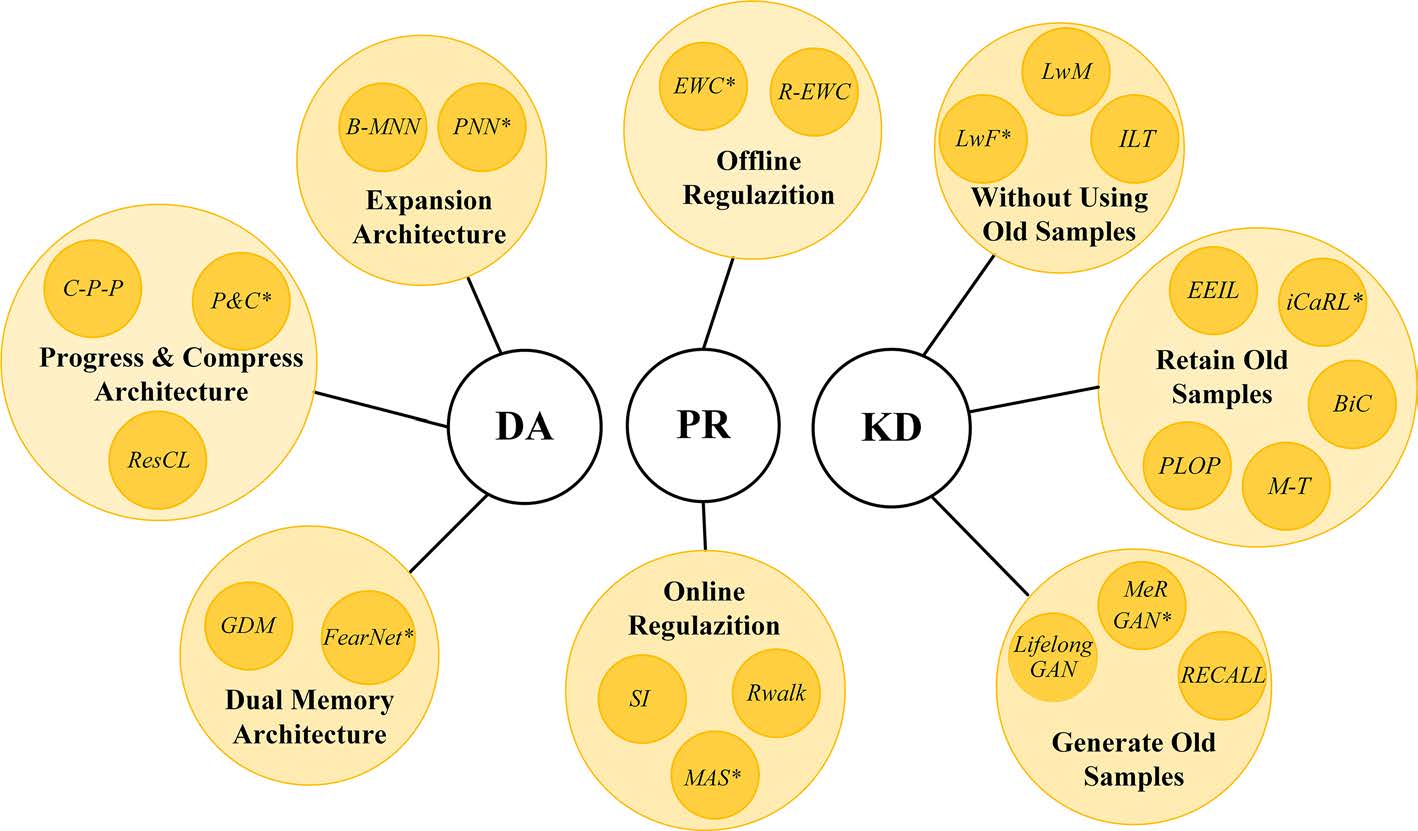 B-MNN
PNN*
Expansion
Architecture
C-P-P
P&C*
Progress & Compress
Architecture
ResCL
GDM
FearNet*
Dual Memory
Architecture
DA
EWC*
R-EWC
Offline
Regulazition
PR
Online
Regulazition
SI
Rwalk
MAS*
LwM
LwF*
ILT
Without Using
Old Samples
KD
EEIL
iCaRL*
Retain Old
Samples
BiC
PLOP
M-T
MeR
GAN*
Lifelong
GAN
RECALL
Generate Old
Samples